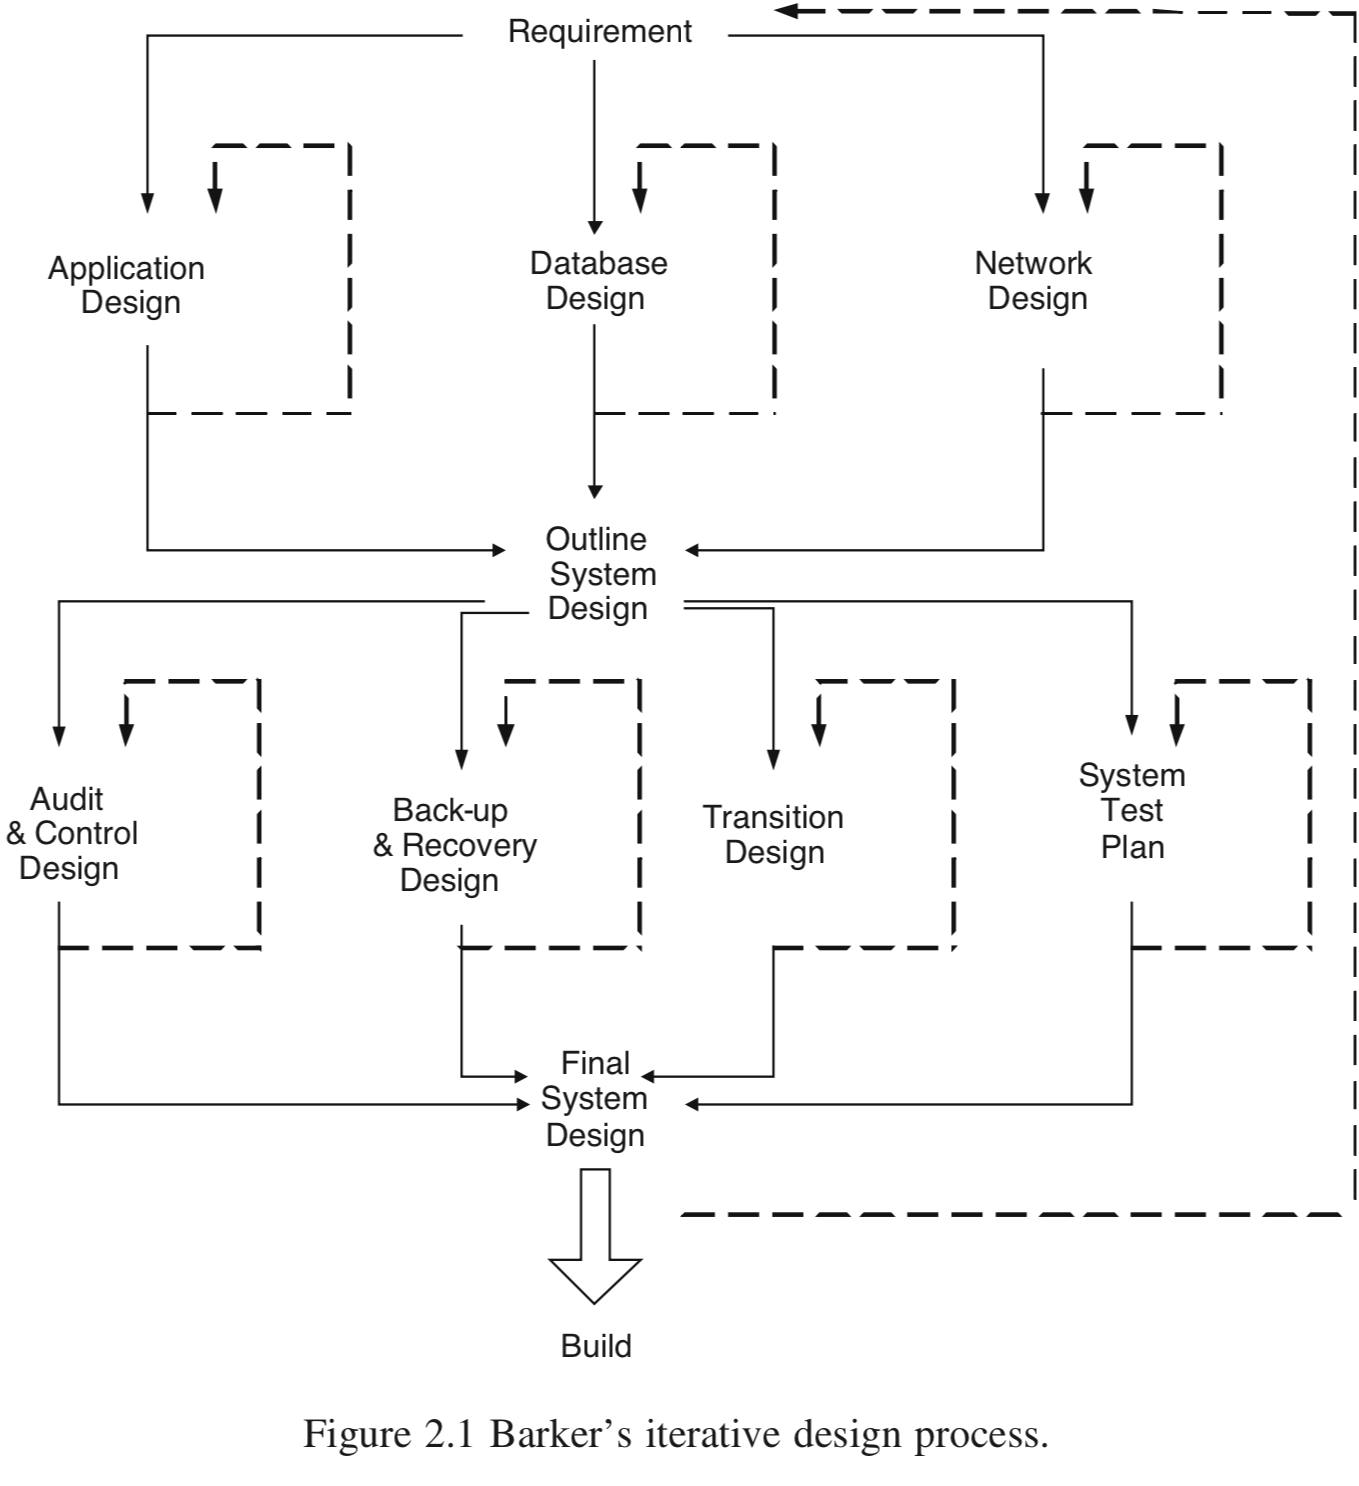 Requirement
Application
Design
Database
Design
Network
Design
Outline
System
Design
Audit
& Control
Design
Back-up
& Recovery
Design
Transition
Design
System
Test
Plan
Final
System
Design
Build
Figure 2.1 Barker’s iterative design process.